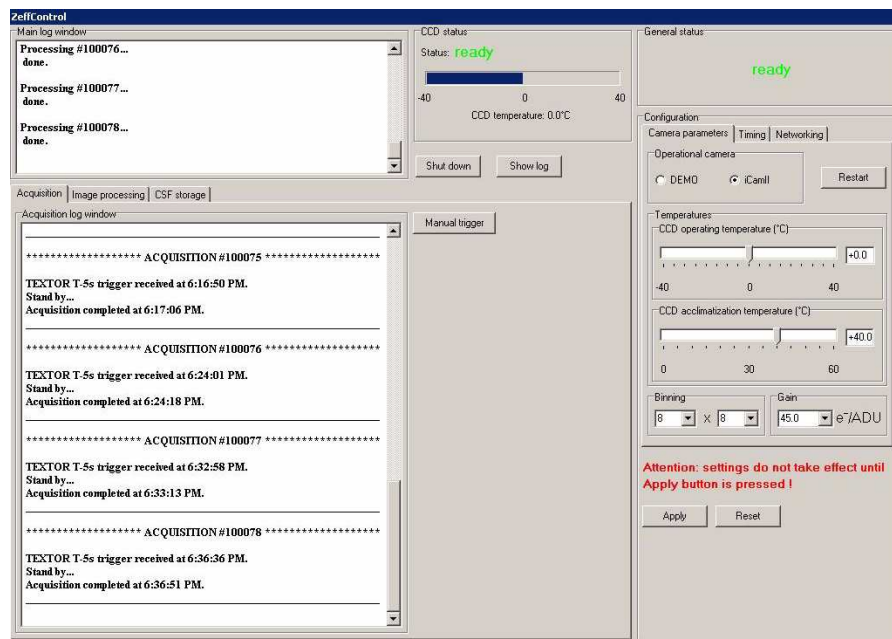 ZeffControl
Main log window
Processing #100076...
done.
Processing #100077...
done.
Processing #100078...
done.
CCD status
Status: ready
-40 0 40
CCD temperature: 0.0°C
Shut down Show log
General status
ready
Configuration
Camera parameters Timing Networking
Operational camera
DEMO iCamII
Restart
Temperatures
CCD operating temperature (°C)
+0.0
-40 0 40
CCD acclimatization temperature (°C)
+40.0
0 30 60
Binning
8 x 8
Gain
45.0 e⁻/ADU
Attention: settings do not take effect until
Apply button is pressed !
Apply Reset
Acquisition Image processing CSF storage
Acquisition log window
Manual trigger
******************* ACQUISITION #100075 *******************
TEXTOR T-5s trigger received at 6:16:50 PM.
Stand by...
Acquisition completed at 6:17:06 PM.
******************* ACQUISITION #100076 *******************
TEXTOR T-5s trigger received at 6:24:01 PM.
Stand by...
Acquisition completed at 6:24:18 PM.
******************* ACQUISITION #100077 *******************
TEXTOR T-5s trigger received at 6:32:58 PM.
Stand by...
Acquisition completed at 6:33:13 PM.
******************* ACQUISITION #100078 *******************
TEXTOR T-5s trigger received at 6:36:36 PM.
Stand by...
Acquisition completed at 6:36:51 PM.